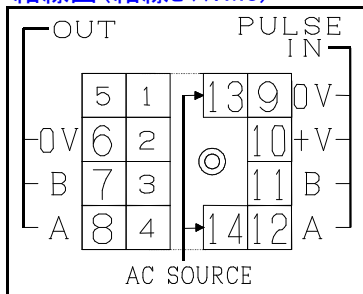 OUT PULSE
IN
5 1 13 9 0V
0V 6 2 10 +V
B 7 3 11 B
A 8 4 14 12 A
AC SOURCE